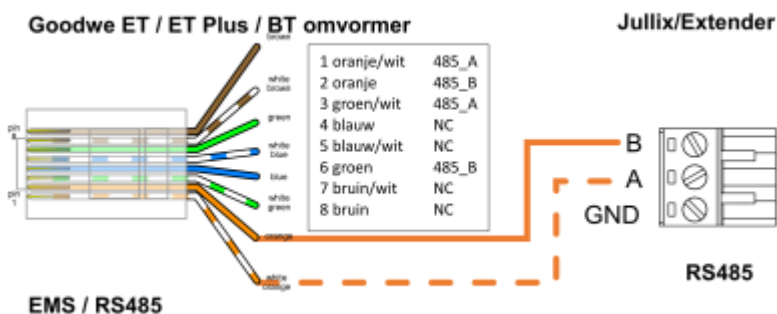 Goodwe ET / ET Plus / BT omvormer
Jullix/Extender
brown
white
brown
green
white
blue
blue
white
green
orange
white
orange
pin
8
pin
1
1 oranje/wit 485_A
2 oranje 485_B
3 groen/wit 485_A
4 blauw NC
5 blauw/wit NC
6 groen 485_B
7 bruin/wit NC
8 bruin NC
B
A
GND
RS485
EMS / RS485